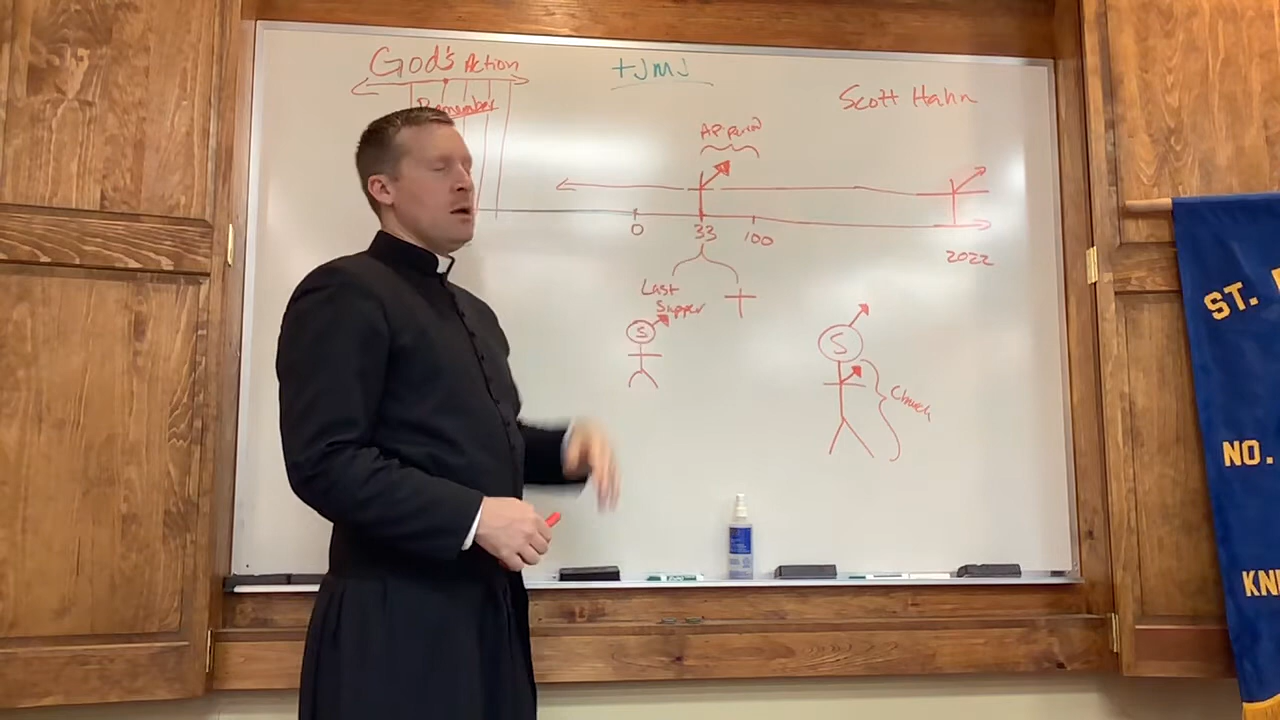 God's Action
Remember
+JMJ
Scott Hahn
AP. period
0
33
100
2022
Last
Supper
S
S
Church
ST.
NO.
KN